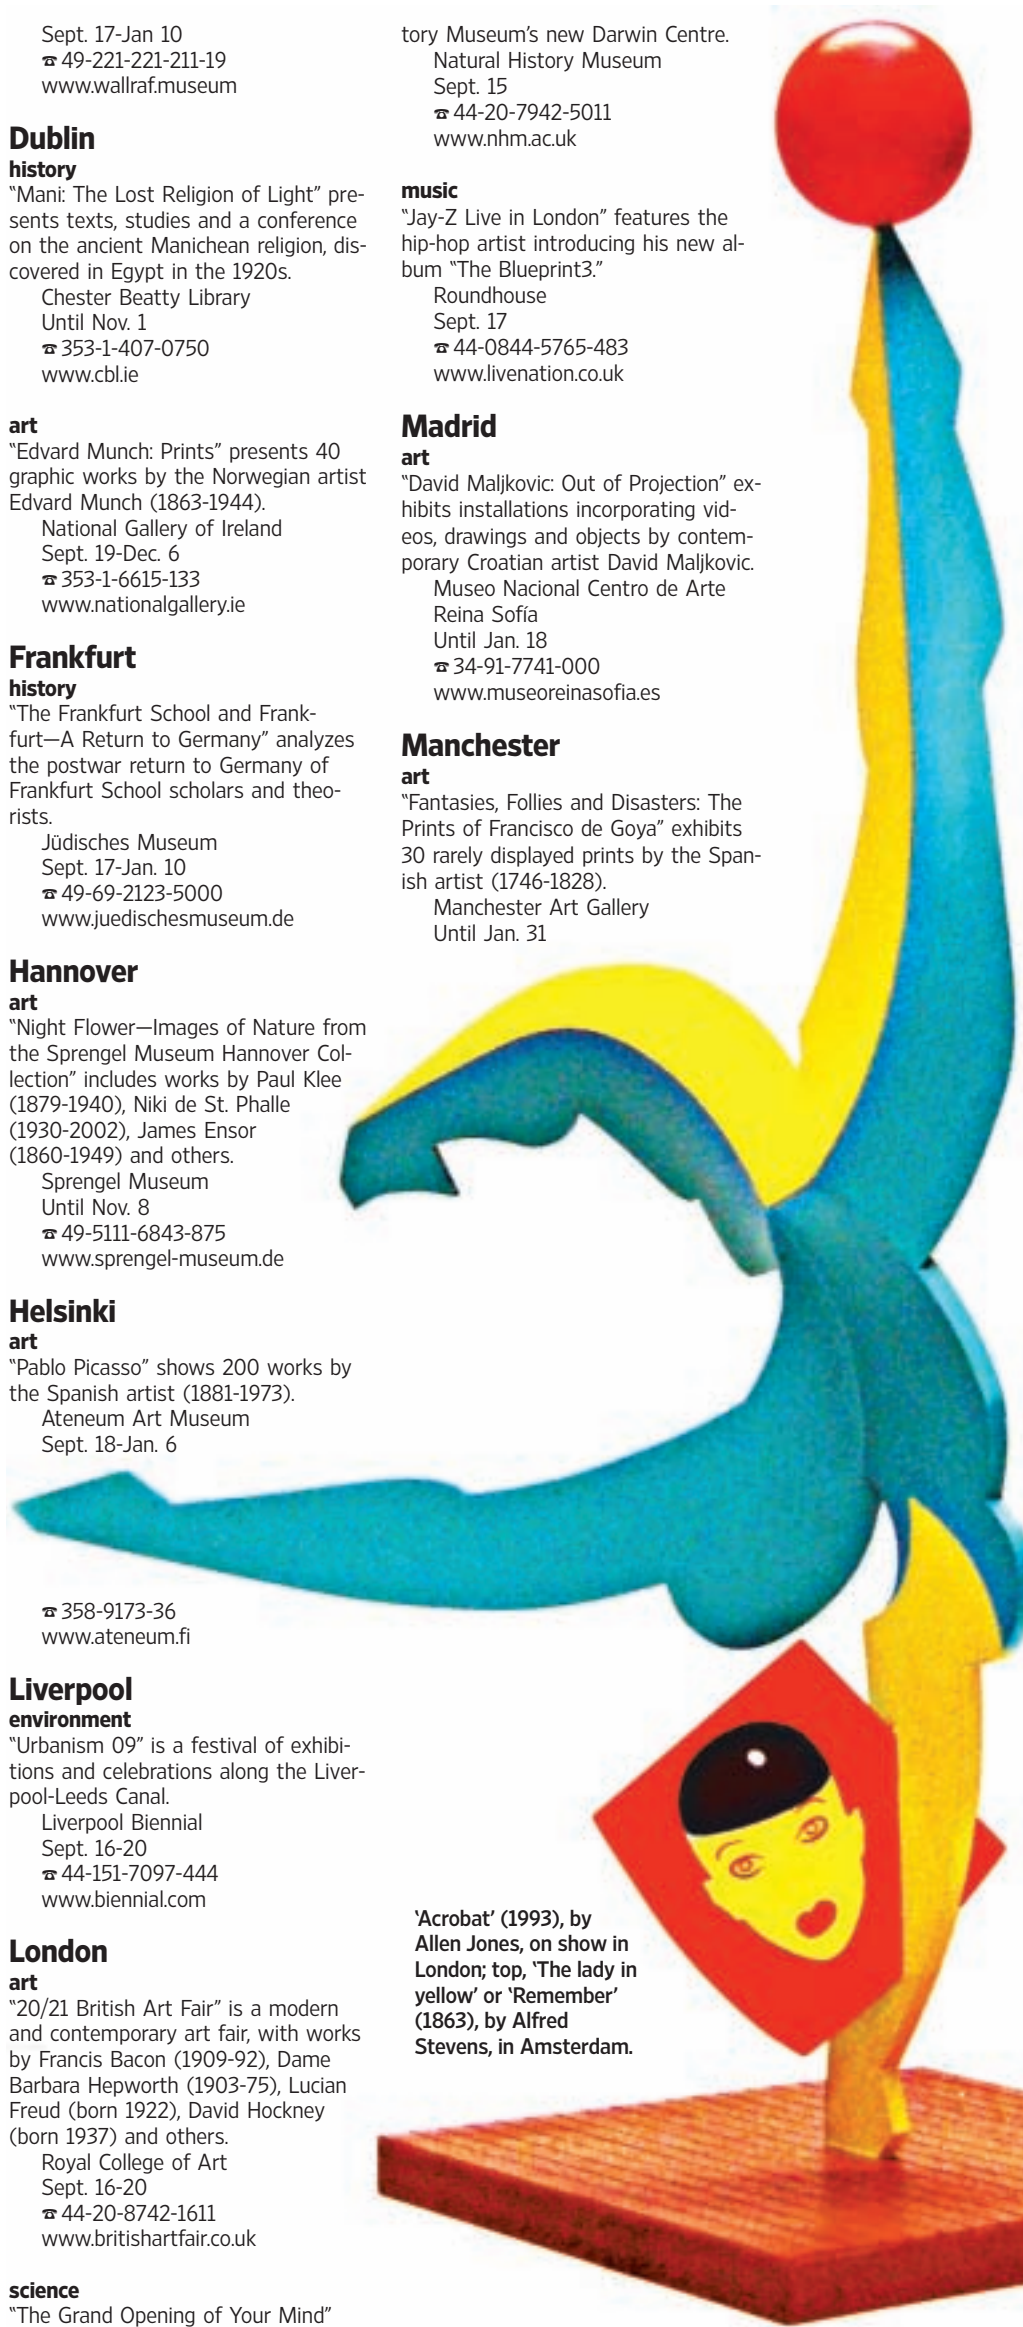 Sept. 17-Jan 10
☎ 49-221-221-211-19
www.wallraf.museum
Dublin
history
“Mani: The Lost Religion of Light” pre-
sents texts, studies and a conference
on the ancient Manichean religion, dis-
covered in Egypt in the 1920s.
Chester Beatty Library
Until Nov. 1
☎ 353-1-407-0750
www.cbl.ie
art
“Edvard Munch: Prints” presents 40
graphic works by the Norwegian artist
Edvard Munch (1863-1944).
National Gallery of Ireland
Sept. 19-Dec. 6
☎ 353-1-6615-133
www.nationalgallery.ie
Frankfurt
history
“The Frankfurt School and Frank-
furt—A Return to Germany” analyzes
the postwar return to Germany of
Frankfurt School scholars and theo-
rists.
Jüdisches Museum
Sept. 17-Jan. 10
☎ 49-69-2123-5000
www.juedischesmuseum.de
Hannover
art
“Night Flower—Images of Nature from
the Sprengel Museum Hannover Col-
lection” includes works by Paul Klee
(1879-1940), Niki de St. Phalle
(1930-2002), James Ensor
(1860-1949) and others.
Sprengel Museum
Until Nov. 8
☎ 49-5111-6843-875
www.sprengel-museum.de
Helsinki
art
“Pablo Picasso” shows 200 works by
the Spanish artist (1881-1973).
Ateneum Art Museum
Sept. 18-Jan. 6
☎ 358-9173-36
www.ateneum.fi
Liverpool
environment
“Urbanism 09” is a festival of exhibi-
tions and celebrations along the Liver-
pool-Leeds Canal.
Liverpool Biennial
Sept. 16-20
☎ 44-151-7097-444
www.biennial.com
London
art
“20/21 British Art Fair” is a modern
and contemporary art fair, with works
by Francis Bacon (1909-92), Dame
Barbara Hepworth (1903-75), Lucian
Freud (born 1922), David Hockney
(born 1937) and others.
Royal College of Art
Sept. 16-20
☎ 44-20-8742-1611
www.britishartfair.co.uk
science
“The Grand Opening of Your Mind”
tory Museum’s new Darwin Centre.
Natural History Museum
Sept. 15
☎ 44-20-7942-5011
www.nhm.ac.uk
music
“Jay-Z Live in London” features the
hip-hop artist introducing his new al-
bum “The Blueprint3.”
Roundhouse
Sept. 17
☎ 44-0844-5765-483
www.livenation.co.uk
Madrid
art
“David Maljkovic: Out of Projection” ex-
hibits installations incorporating vid-
eos, drawings and objects by contem-
porary Croatian artist David Maljkovic.
Museo Nacional Centro de Arte
Reina Sofía
Until Jan. 18
☎ 34-91-7741-000
www.museoreinasofia.es
Manchester
art
“Fantasies, Follies and Disasters: The
Prints of Francisco de Goya” exhibits
30 rarely displayed prints by the Span-
ish artist (1746-1828).
Manchester Art Gallery
Until Jan. 31
‘Acrobat’ (1993), by
Allen Jones, on show in
London; top, ‘The lady in
yellow’ or ‘Remember’
(1863), by Alfred
Stevens, in Amsterdam.